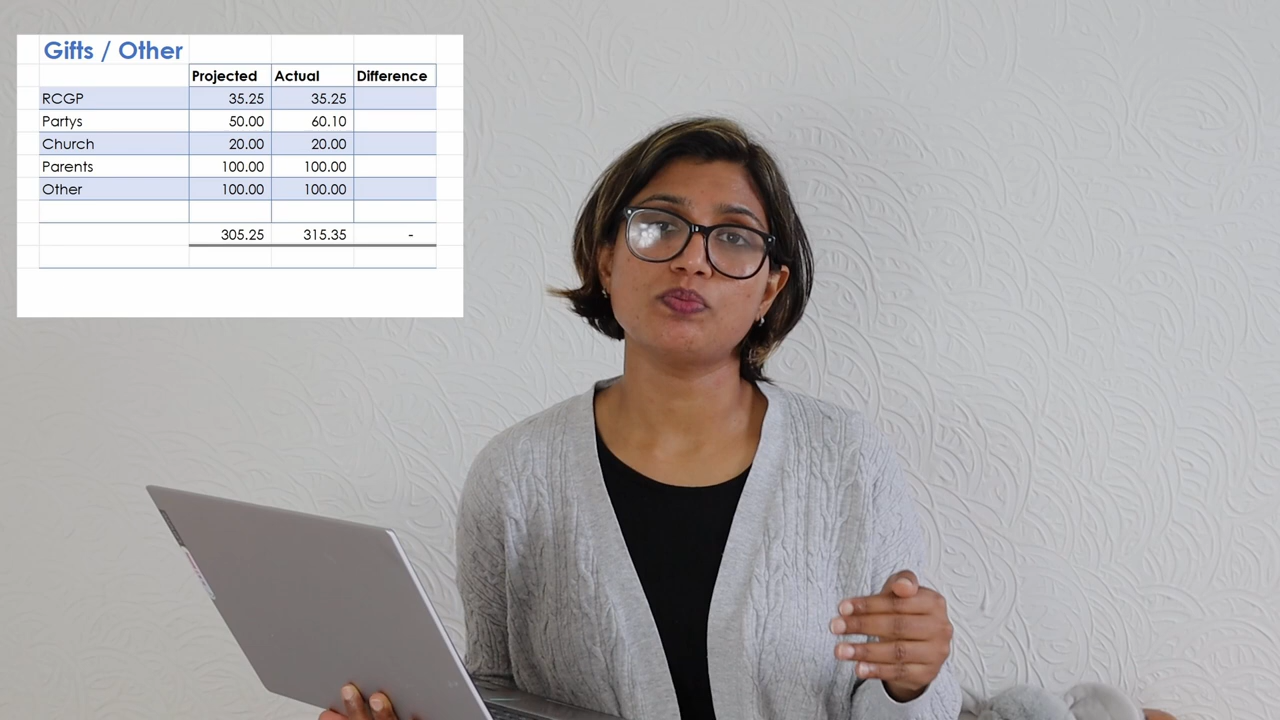 Gifts / Other
Projected Actual Difference
RCGP 35.25 35.25
Partys 50.00 60.10
Church 20.00 20.00
Parents 100.00 100.00
Other 100.00 100.00
305.25 315.35 -